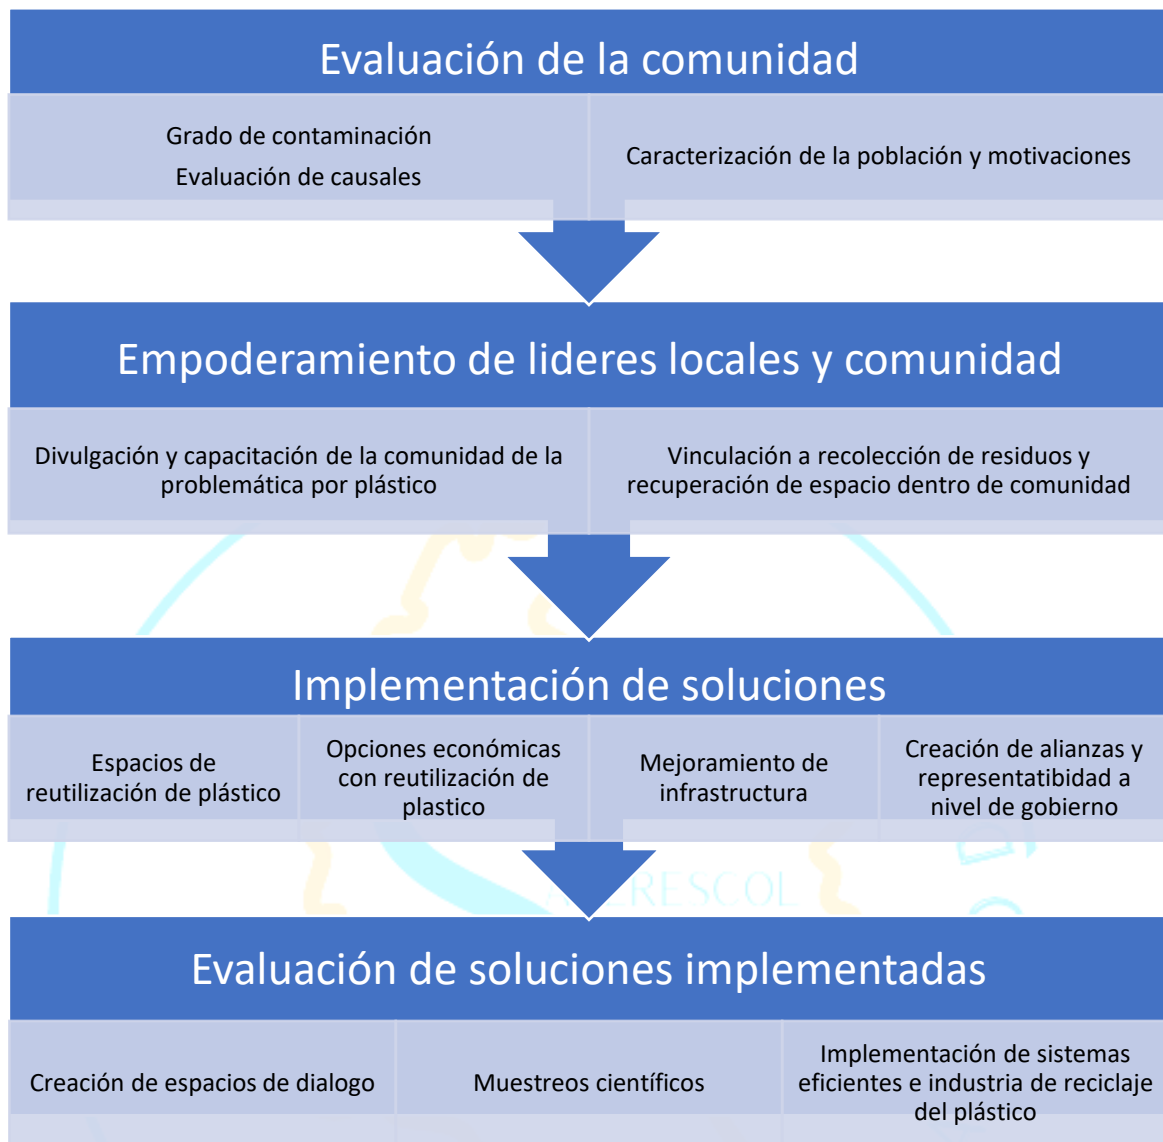 Evaluación de la comunidad
Grado de contaminación
Evaluación de causales
Caracterización de la población y motivaciones
Empoderamiento de lideres locales y comunidad
Divulgación y capacitación de la comunidad de la
problemática por plástico
Vinculación a recolección de residuos y
recuperación de espacio dentro de comunidad
Implementación de soluciones
Espacios de
reutilización de plástico
Opciones económicas
con reutilización de
plastico
Mejoramiento de
infrastructura
Creación de alianzas y
representatibidad a
nivel de gobierno
Evaluación de soluciones implementadas
Creación de espacios de dialogo
Muestreos científicos
Implementación de sistemas
eficientes e industria de reciclaje
del plástico